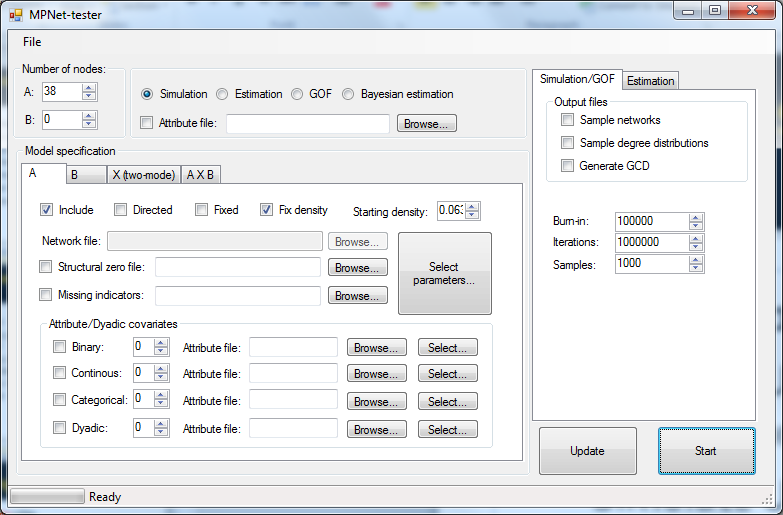 MPNet-tester
File
Number of nodes:
A: 38
B: 0
Simulation Estimation GOF Bayesian estimation
Attribute file: Browse...
Model specification
A B X (two-mode) A X B
Include Directed Fixed Fix density Starting density: 0.063
Network file: Browse...
Structural zero file: Browse...
Missing indicators: Browse...
Select parameters...
Attribute/Dyadic covariates
Binary: 0 Attribute file: Browse... Select...
Continous: 0 Attribute file: Browse... Select...
Categorical: 0 Attribute file: Browse... Select...
Dyadic: 0 Attribute file: Browse... Select...
Simulation/GOF Estimation
Output files
Sample networks
Sample degree distributions
Generate GCD
Burn-in: 100000
Iterations: 1000000
Samples: 1000
Update Start
Ready